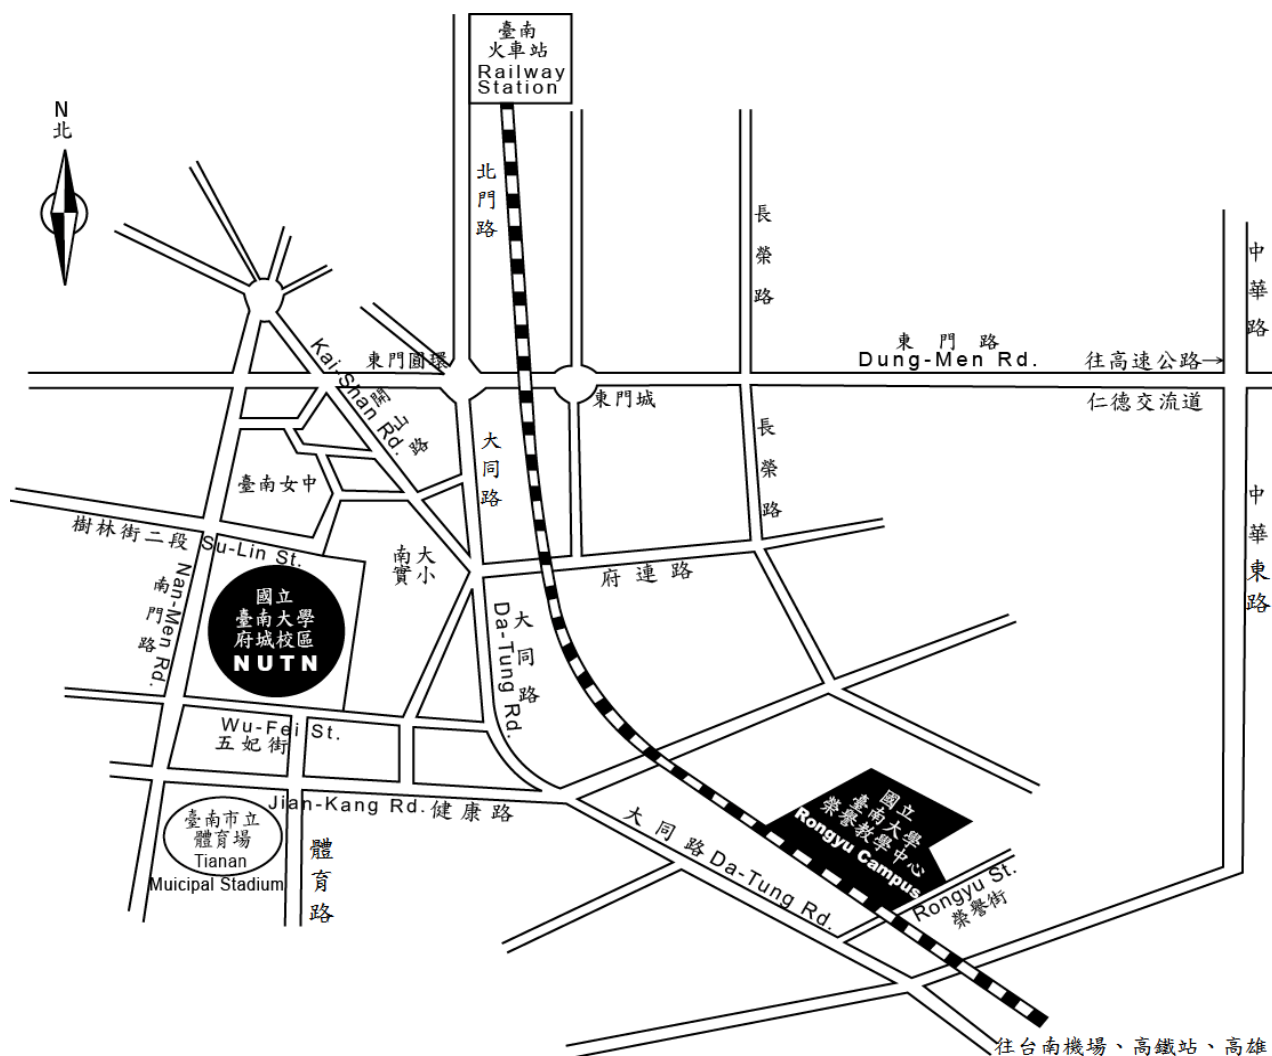 臺南
火車站
Railway
Station
N
北
北門路
長榮路
中華路
東門路
Dung-Men Rd.
往高速公路→
仁德交流道
東門圓環
東門城
Kai-Shan Rd.
開山路
大同路
長榮路
中華東路
臺南女中
樹林街二段
Su-Lin St.
南大
實小
府連路
Nan-Men Rd.
南門路
國立
臺南大學
府城校區
NUTN
大同路
Da-Tung Rd.
Wu-Fei St.
五妃街
Jian-Kang Rd. 健康路
臺南市立
體育場
Tianan
Muicipal Stadium
體育路
大同路 Da-Tung Rd.
國立
臺南大學
榮譽教學中心
Rongyu Campus
Rongyu St.
榮譽街
往台南機場、高鐵站、高雄